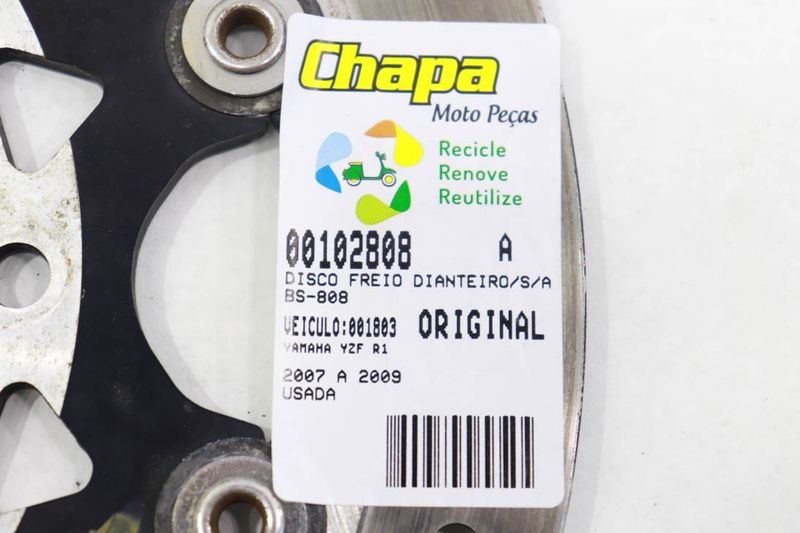 Chapa
Moto Peças
Recicle
Renove
Reutilize
00102808 A
DISCO FREIO DIANTEIRO/S/A
BS-808
VEICULO:001803 ORIGINAL
YAMAHA YZF R1
2007 A 2009
USADA